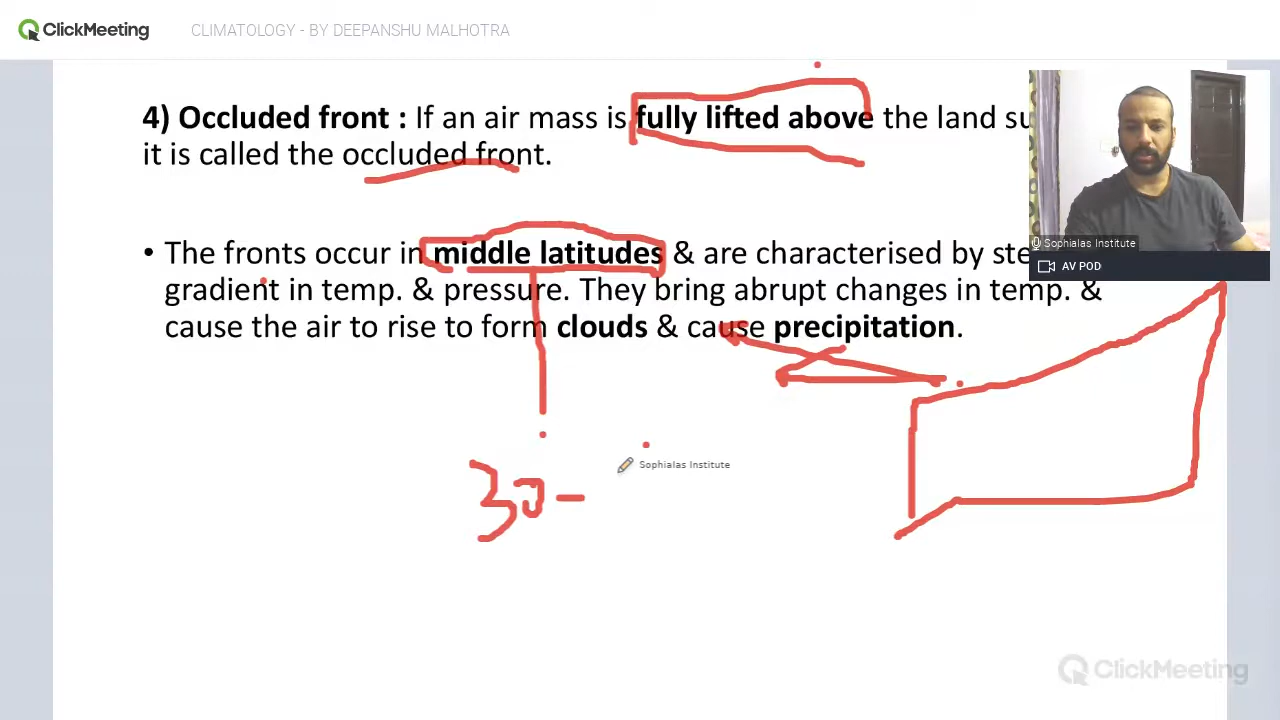 ClickMeeting
CLIMATOLOGY - BY DEEPANSHU MALHOTRA
4) Occluded front : If an air mass is fully lifted above the land su
it is called the occluded front.
Sophialas Institute
AV POD
• The fronts occur in middle latitudes & are characterised by ste
gradient in temp. & pressure. They bring abrupt changes in temp. &
cause the air to rise to form clouds & cause precipitation.
Sophialas Institute
30 -
ClickMeeting